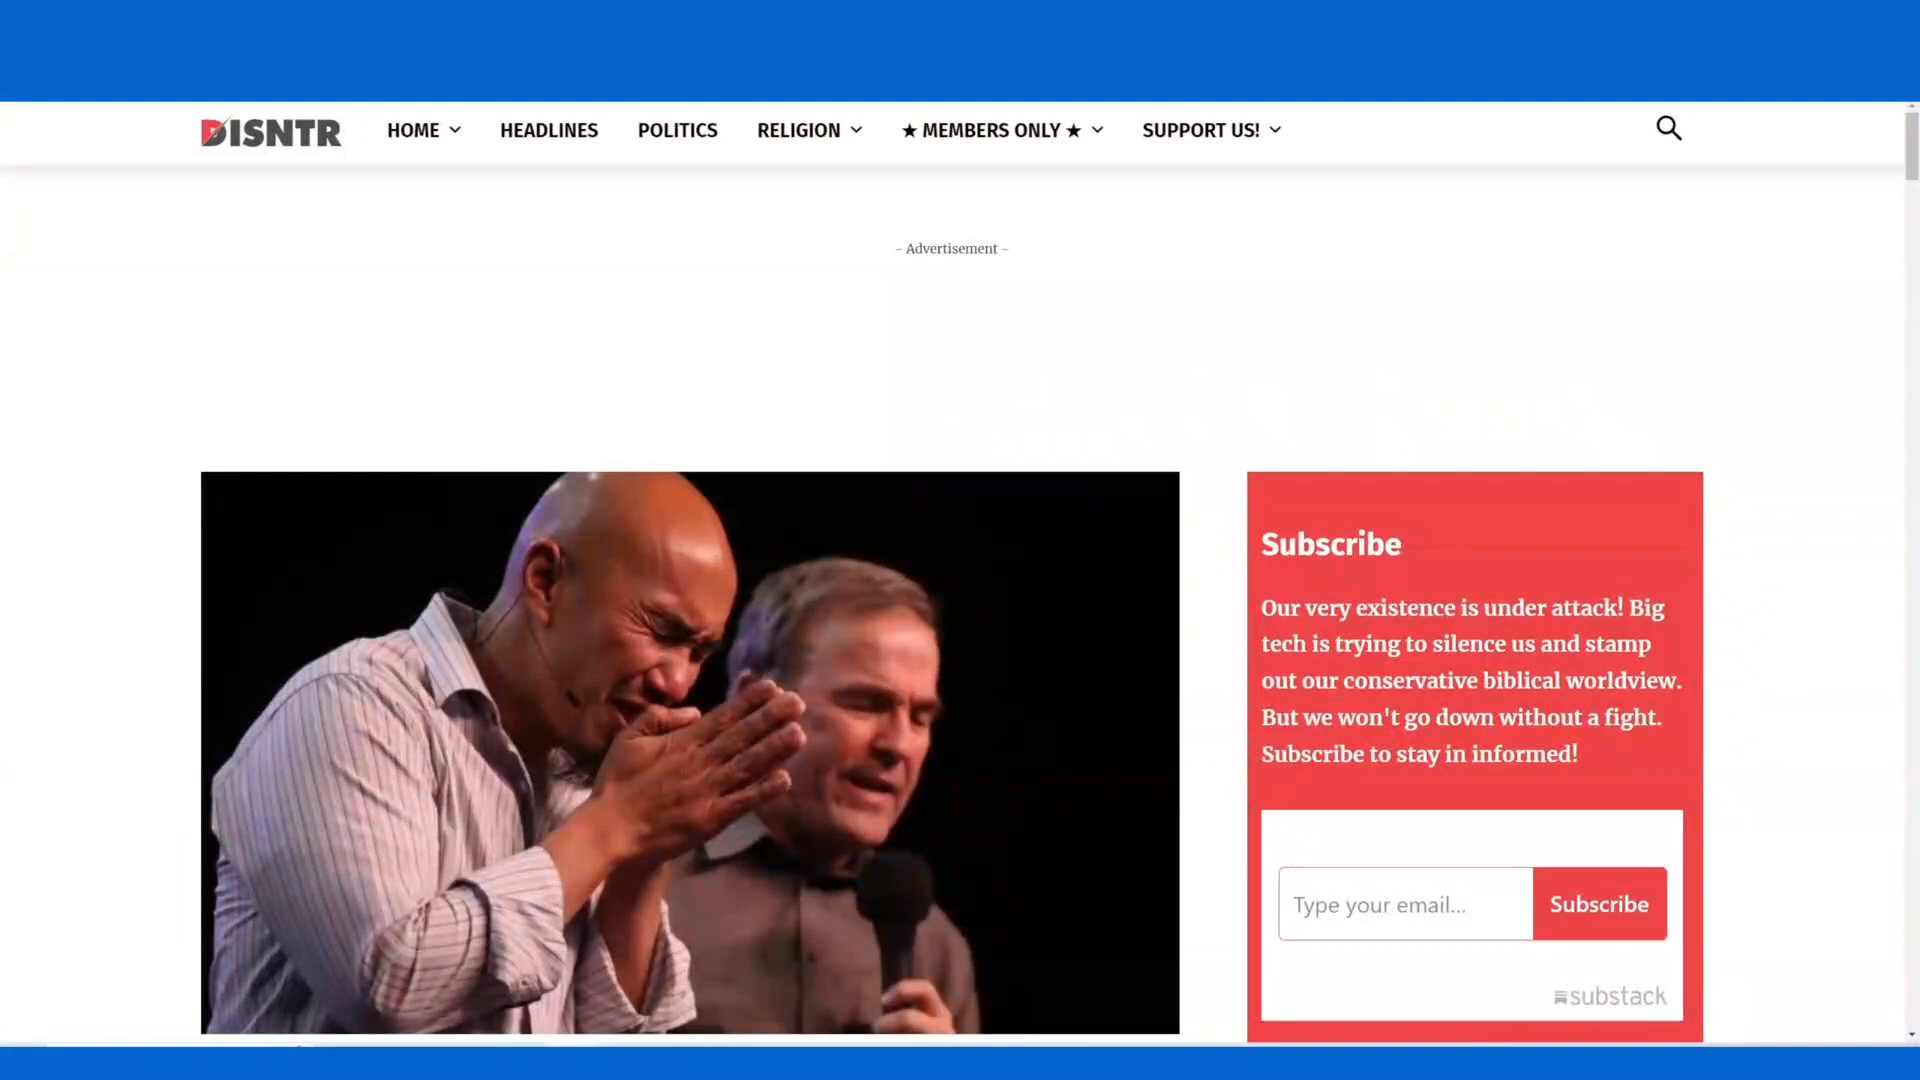 DISNTR HOME HEADLINES POLITICS RELIGION ★ MEMBERS ONLY ★ SUPPORT US!
- Advertisement -
Subscribe
Our very existence is under attack! Big
tech is trying to silence us and stamp
out our conservative biblical worldview.
But we won't go down without a fight.
Subscribe to stay in informed!
Type your email... Subscribe
substack